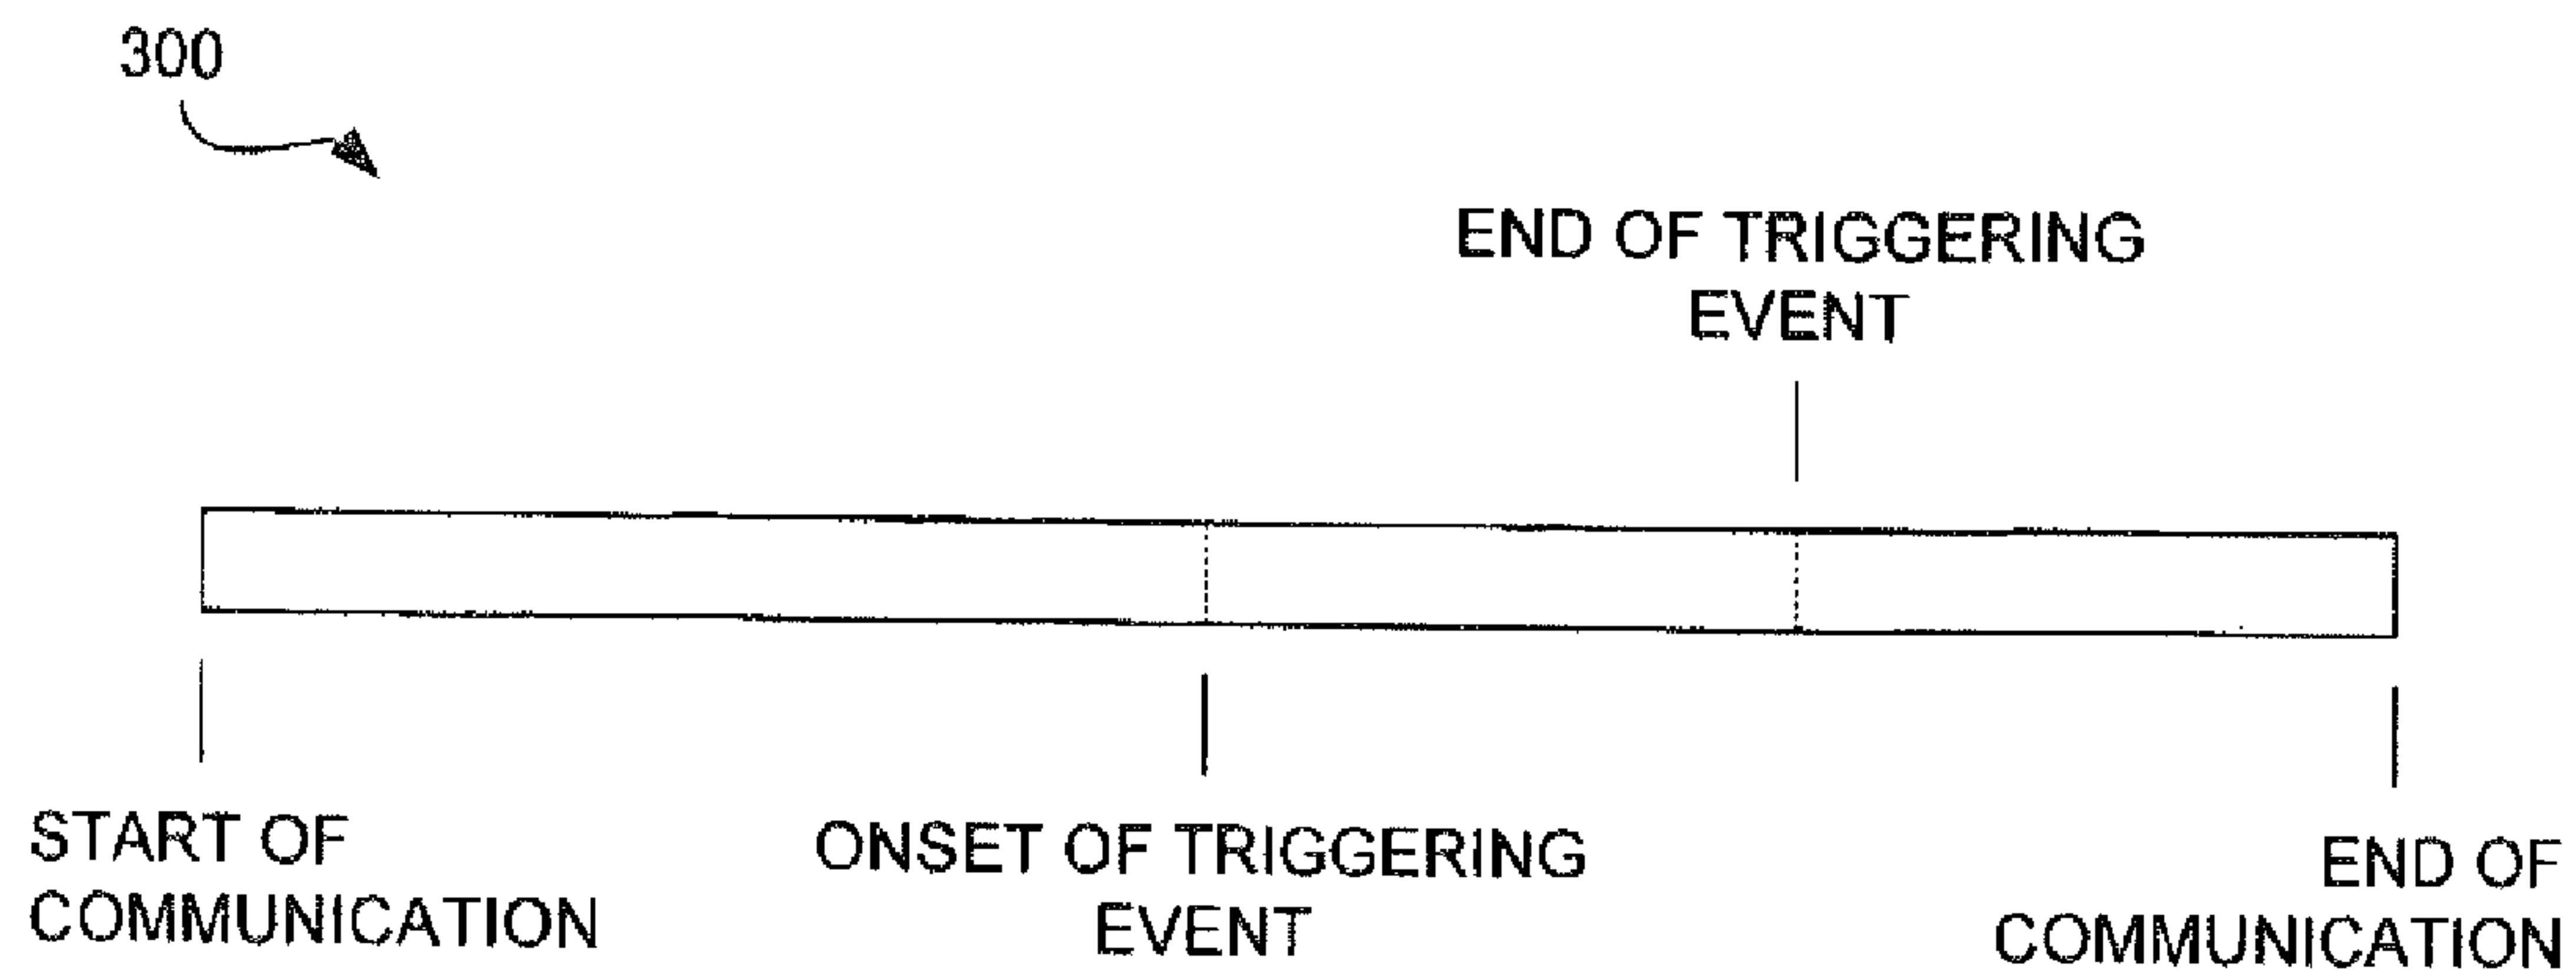 300
END OF TRIGGERING
EVENT
START OF
COMMUNICATION
ONSET OF TRIGGERING
EVENT
END OF
COMMUNICATION